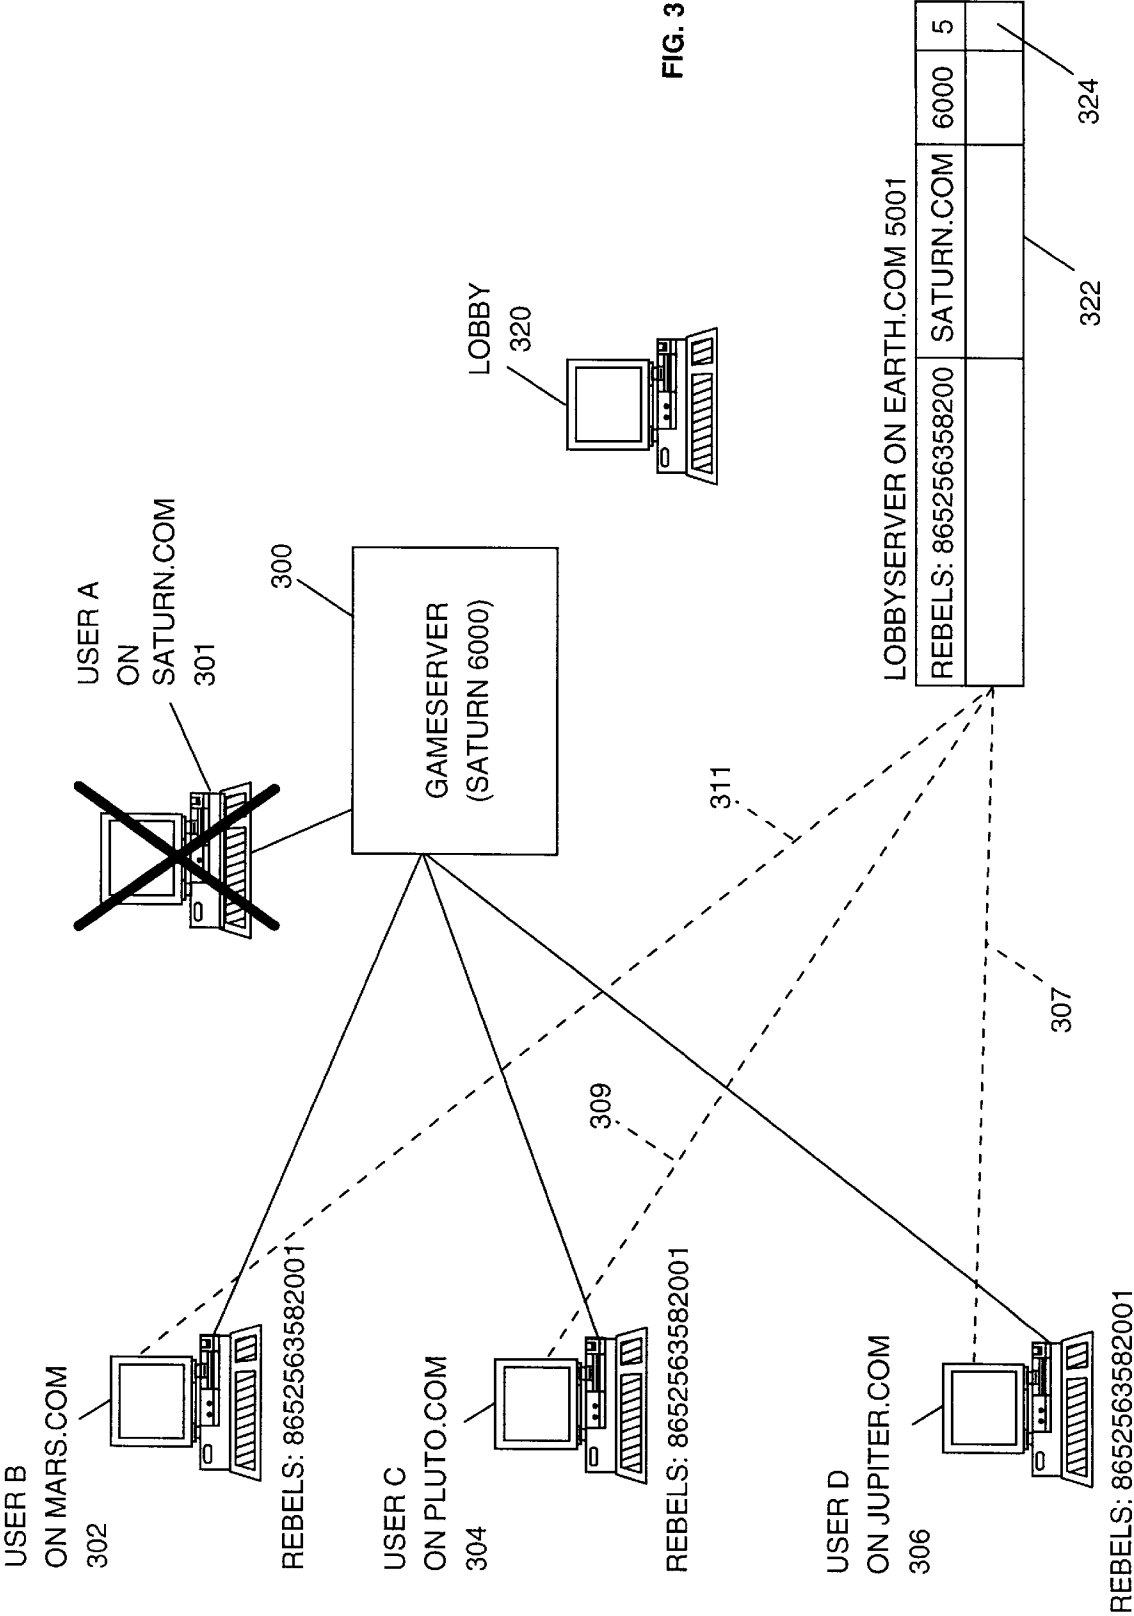 USER B
ON MARS.COM
302
REBELS: 8652563582001
USER C
ON PLUTO.COM
304
REBELS: 8652563582001
USER D
ON JUPITER.COM
306
REBELS: 8652563582001
USER A
ON
SATURN.COM
301
300
GAMESERVER
(SATURN 6000)
LOBBY
320
309
311
307
LOBBYSERVER ON EARTH.COM 5001
REBELS: 86525635358200 SATURN.COM 6000 5
322
324
FIG. 3